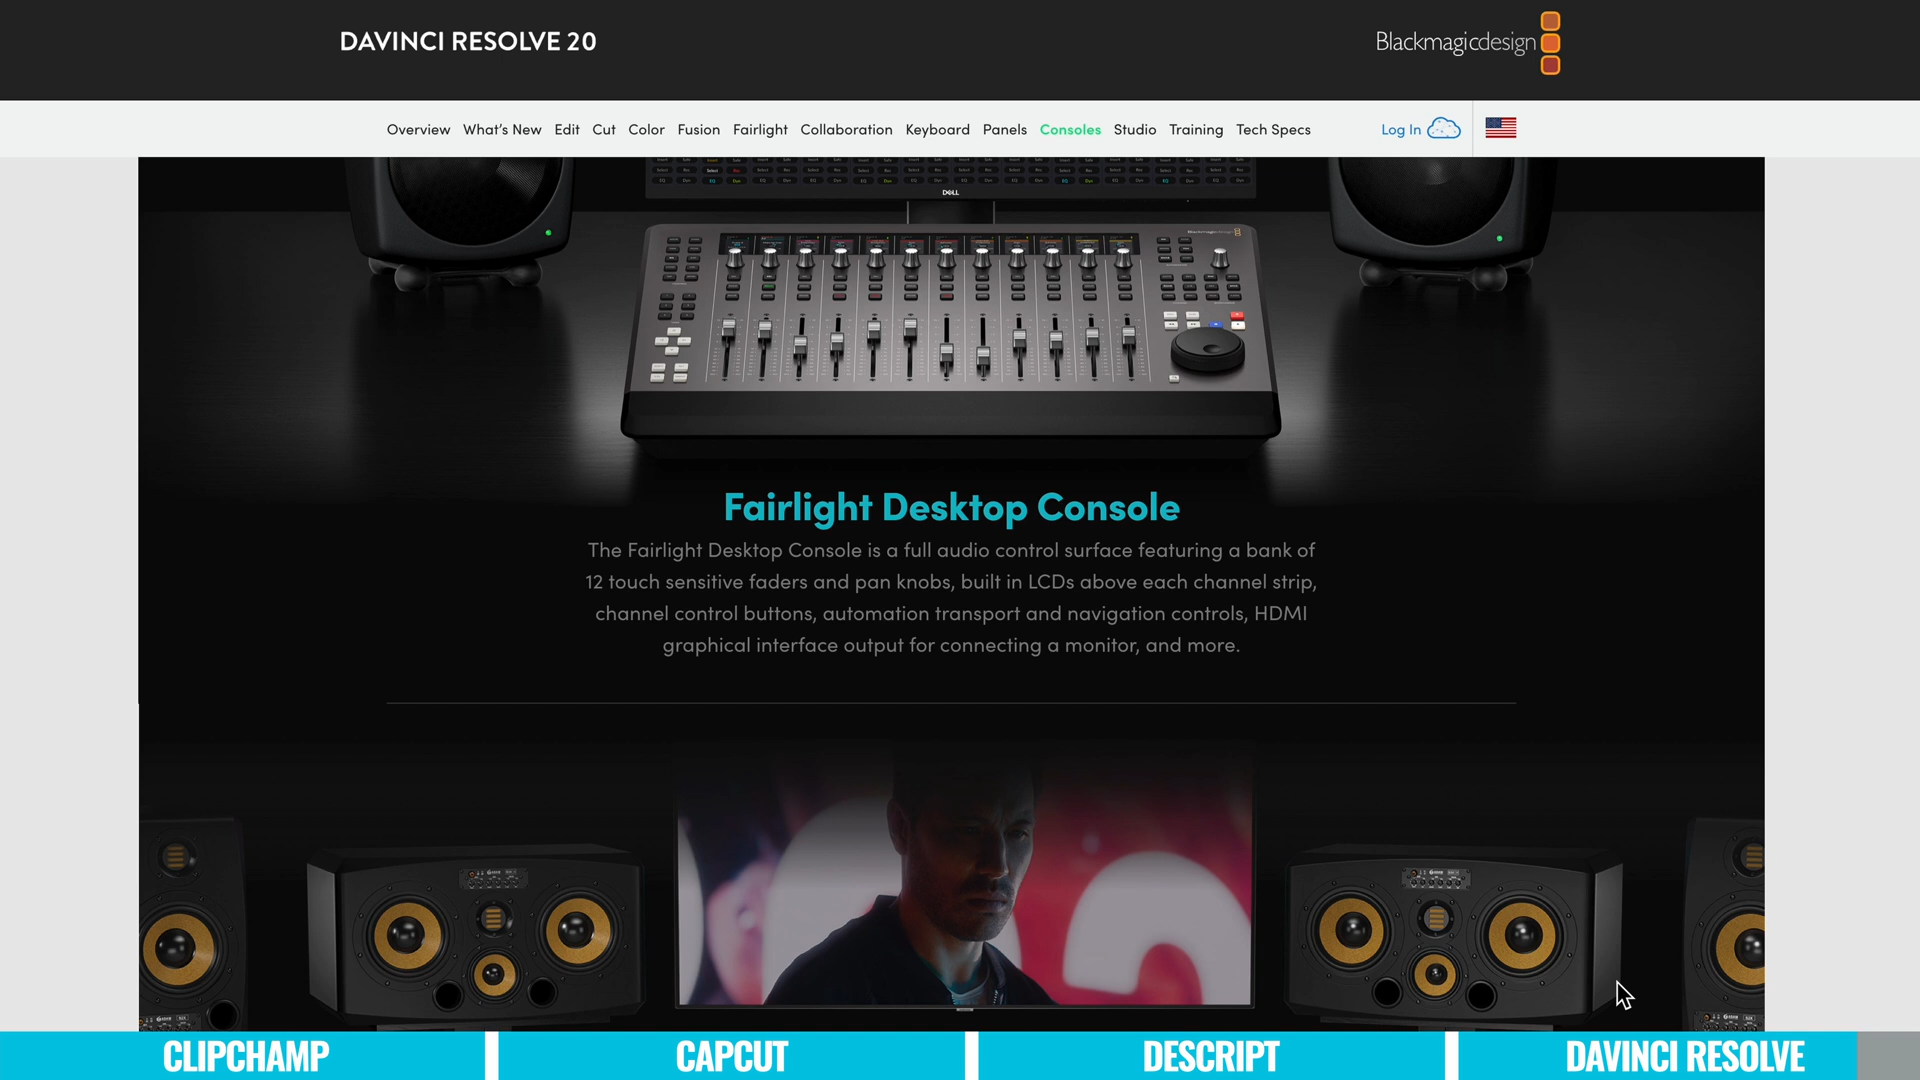 DAVINCI RESOLVE 20
Blackmagicdesign
Overview What's New Edit Cut Color Fusion Fairlight Collaboration Keyboard Panels Consoles Studio Training Tech Specs Log In
DELL
Blackmagicdesign
Fairlight Desktop Console
The Fairlight Desktop Console is a full audio control surface featuring a bank of
12 touch sensitive faders and pan knobs, built in LCDs above each channel strip,
channel control buttons, automation transport and navigation controls, HDMI
graphical interface output for connecting a monitor, and more.
CLIPCHAMP CAPCUT DESCRIPT DAVINCI RESOLVE